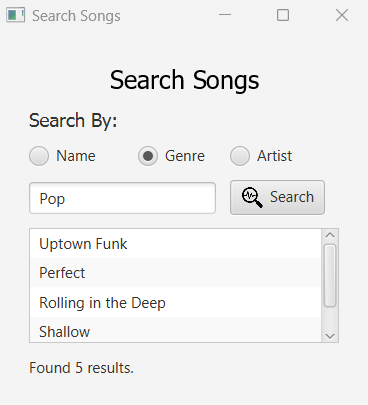 Search Songs
Search Songs
Search By:
Name Genre Artist
Pop Search
Uptown Funk
Perfect
Rolling in the Deep
Shallow
Found 5 results.